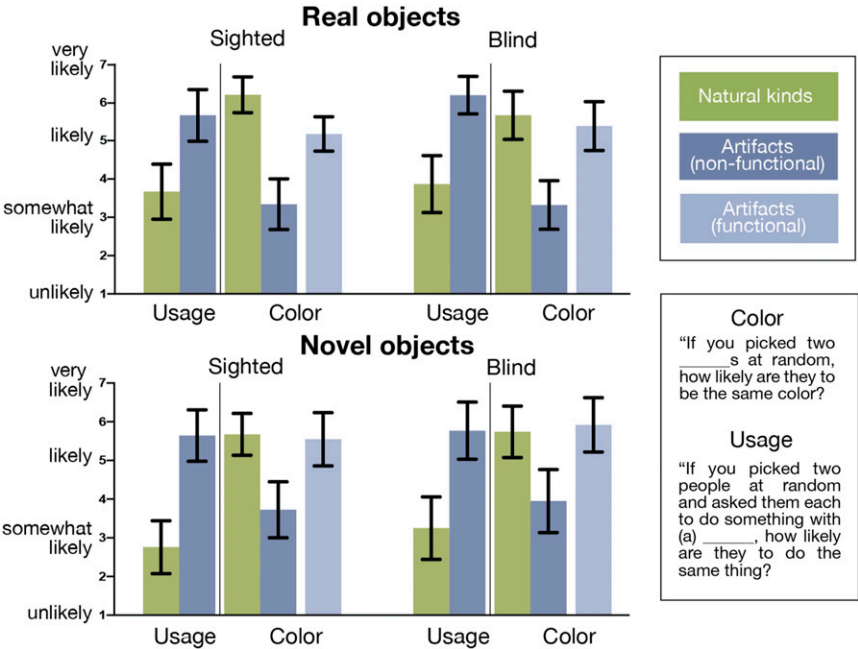 Real objects
Sighted
Blind
very
likely
likely
somewhat
likely
unlikely
7
6
5
4
3
2
1
Usage
Color
Usage
Color
Natural kinds
Artifacts
(non-functional)
Artifacts
(functional)
Novel objects
Sighted
Blind
very
likely
likely
somewhat
likely
unlikely
7
6
5
4
3
2
1
Usage
Color
Usage
Color
Color
“If you picked two
______s at random,
how likely are they to
be the same color?
Usage
“If you picked two
people at random
and asked them each
to do something with
(a) ______, how likely
are they to do the
same thing?